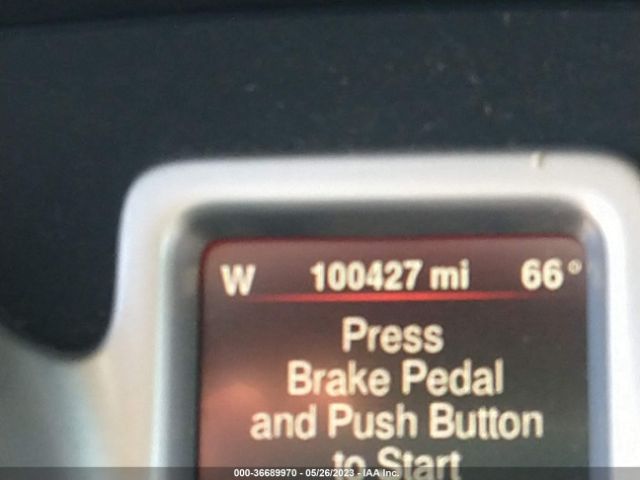 W 100427 mi 66°
Press
Brake Pedal
and Push Button
to Start
000-36689970 - 05/26/2023 - IAA Inc.